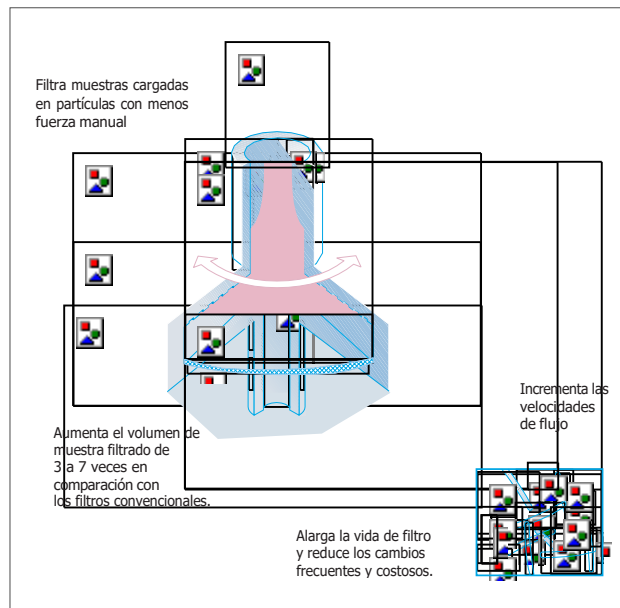 Filtra muestras cargadas
en partículas con menos
fuerza manual
Incrementa las
velocidades
de flujo
Aumenta el volumen de
muestra filtrado de
3 a 7 veces en
comparación con
los filtros convencionales.
Alarga la vida de filtro
y reduce los cambios
frecuentes y costosos.